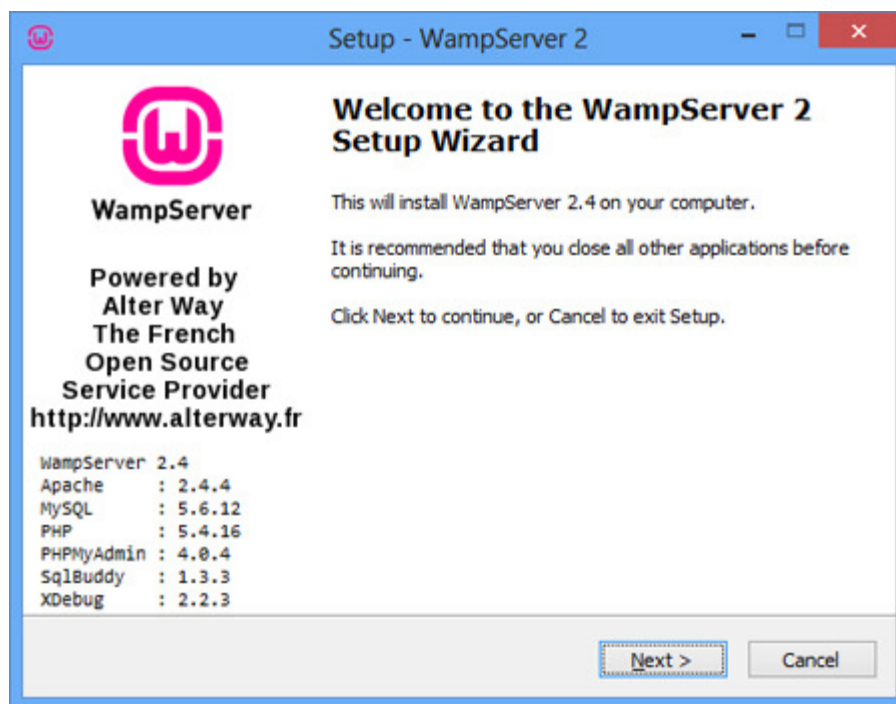 Setup - WampServer 2
WampServer
Powered by
Alter Way
The French
Open Source
Service Provider
http://www.alterway.fr
WampServer 2.4
Apache : 2.4.4
MySQL : 5.6.12
PHP : 5.4.16
PHPMyAdmin : 4.0.4
SqlBuddy : 1.3.3
XDebug : 2.2.3
Welcome to the WampServer 2
Setup Wizard
This will install WampServer 2.4 on your computer.
It is recommended that you close all other applications before
continuing.
Click Next to continue, or Cancel to exit Setup.
Next >
Cancel